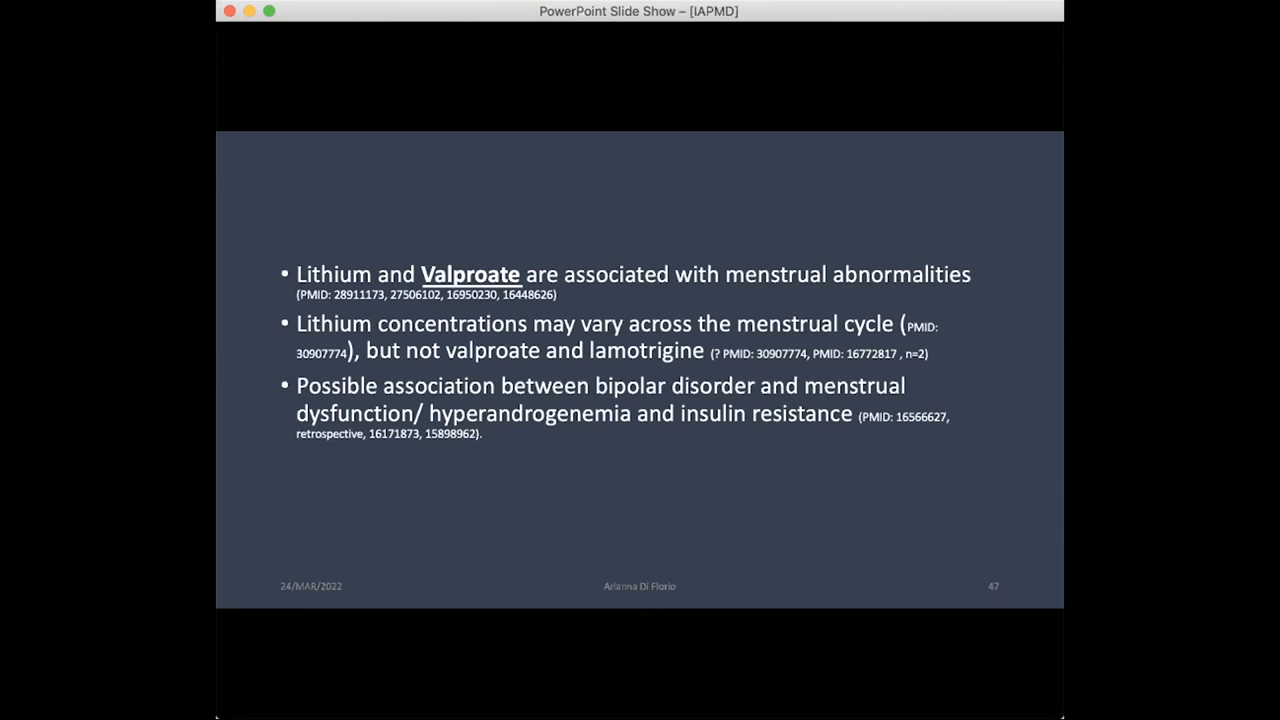 PowerPoint Slide Show – [IAPMD]
• Lithium and Valproate are associated with menstrual abnormalities
(PMID: 28911173, 27506102, 16950230, 16448626)
• Lithium concentrations may vary across the menstrual cycle (PMID:
30907774), but not valproate and lamotrigine (? PMID: 30907774, PMID: 16772817 , n=2)
• Possible association between bipolar disorder and menstrual
dysfunction/ hyperandrogenemia and insulin resistance (PMID: 16566627,
retrospective, 16171873, 15898962).
24/MAR/2022
Arianna Di Florio
47